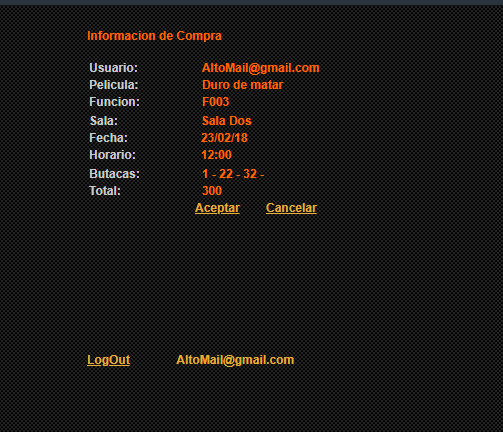 Informacion de Compra
Usuario: AltoMail@gmail.com
Pelicula: Duro de matar
Funcion: F003
Sala: Sala Dos
Fecha: 23/02/18
Horario: 12:00
Butacas: 1 - 22 - 32 -
Total: 300
Aceptar Cancelar
LogOut AltoMail@gmail.com